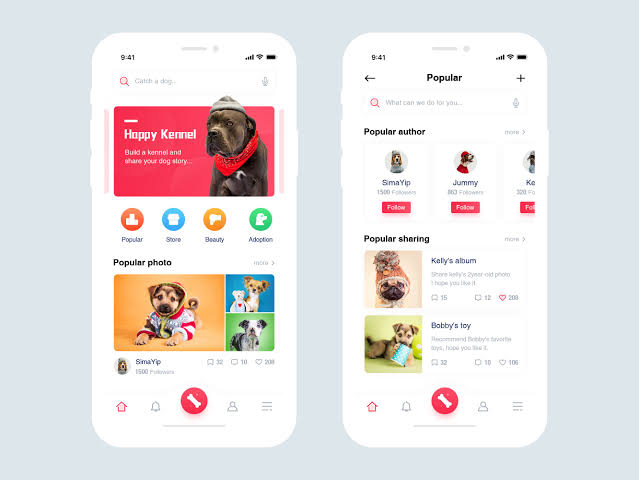 9:41
Catch a dog..
Happy Kennel
Build a kennel and
share your dog story...
Popular
Store
Beauty
Adoption
Popular photo
more
SimaYip
1500 Followers
32
10
208
9:41
Popular
What can we do for you...
Popular author
more
SimaYip
1500 Followers
Follow
Jummy
863 Followers
Follow
Ke
320 Fo
Popular sharing
more
Kelly's album
Share kelly's 2year-old photo
I hope you like it
15
12
208
Bobby's toy
Recommend Bobby's favorite
toys, hope you like it.
32
10
106